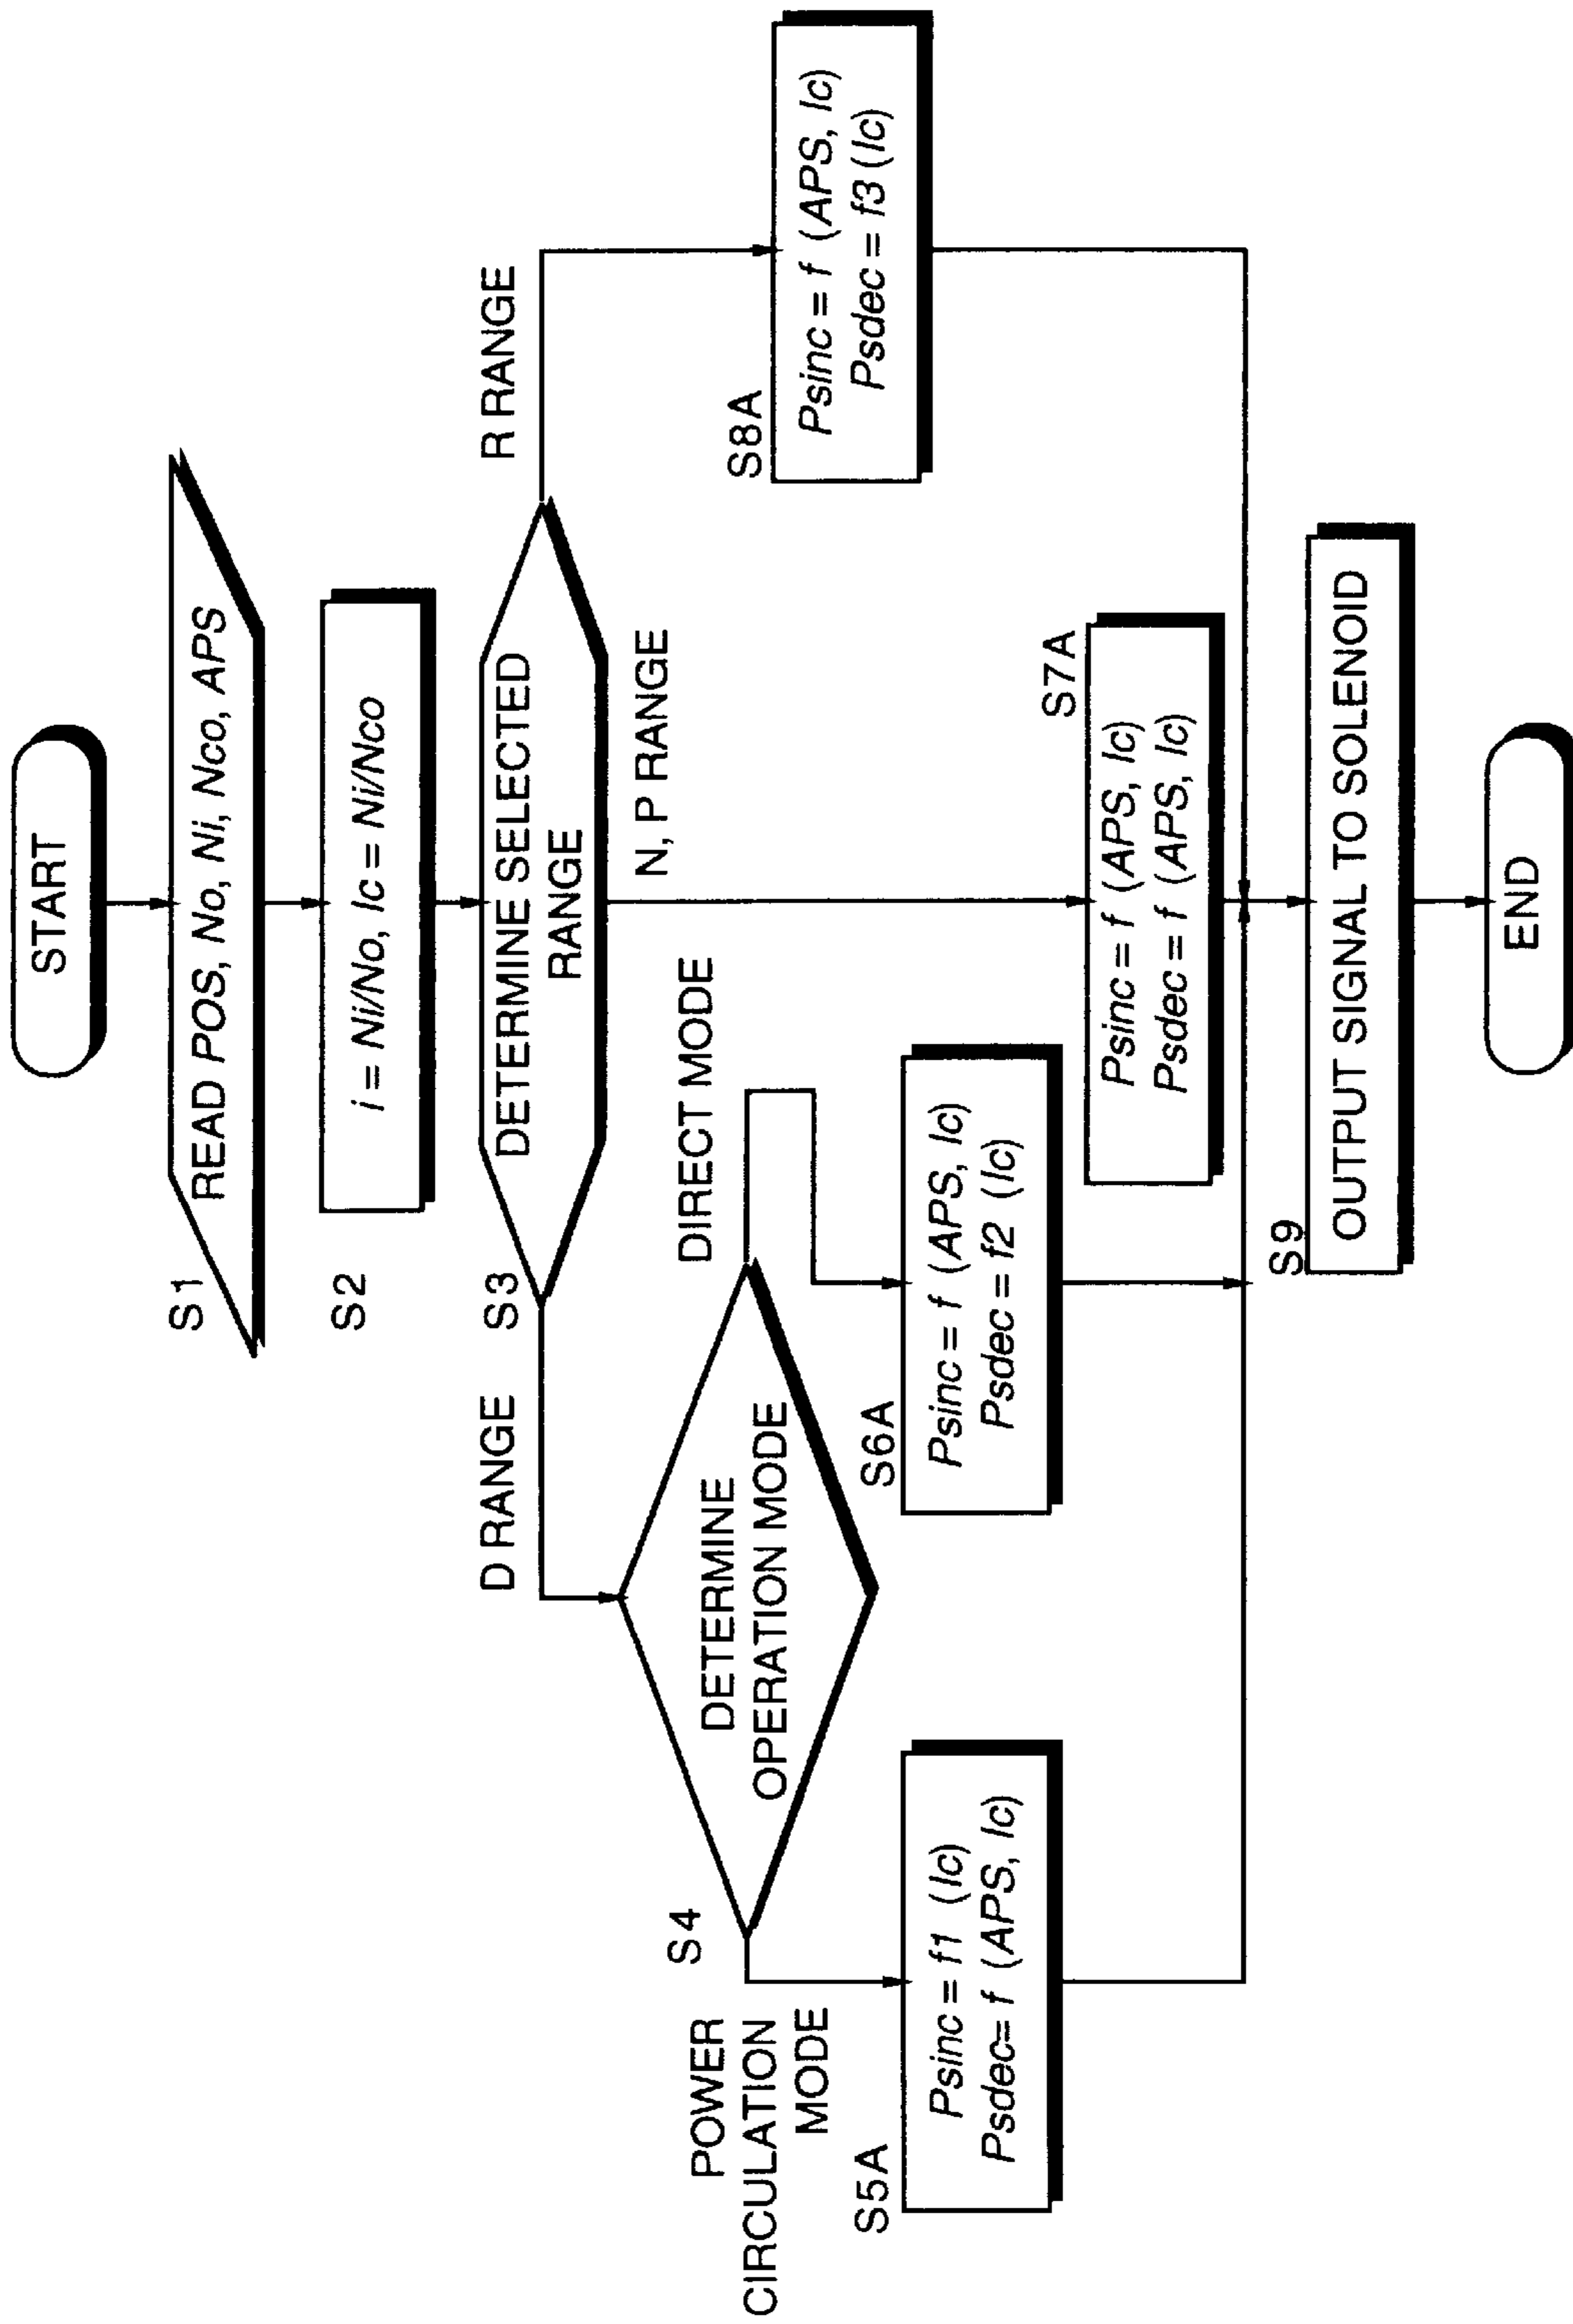 START
S1
READ POS, No, Ni, Nco, APS
S2
i = Ni/No, Ic = Ni/Nco
S3
DETERMINE SELECTED
RANGE
D RANGE
N, P RANGE
R RANGE
S4
DETERMINE
OPERATION MODE
POWER
CIRCULATION
MODE
DIRECT MODE
S5A
Psinc = f1 (Ic)
Psdec= f (APS, Ic)
S6A
Psinc = f (APS, Ic)
Psdec = f2 (Ic)
S7A
Psinc = f (APS, Ic)
Psdec = f (APS, Ic)
S8A
Psinc = f (APS, Ic)
Psdec = f3 (Ic)
S9
OUTPUT SIGNAL TO SOLENOID
END